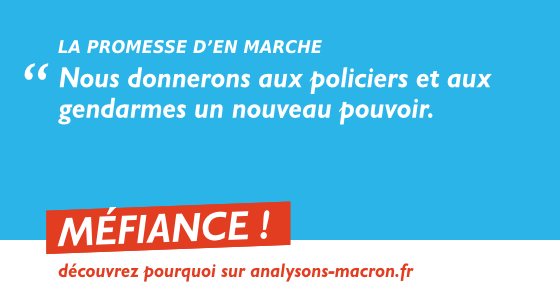 LA PROMESSE D’EN MARCHE
“ Nous donnerons aux policiers et aux
gendarmes un nouveau pouvoir.
MÉFIANCE !
découvrez pourquoi sur analysons-macron.fr